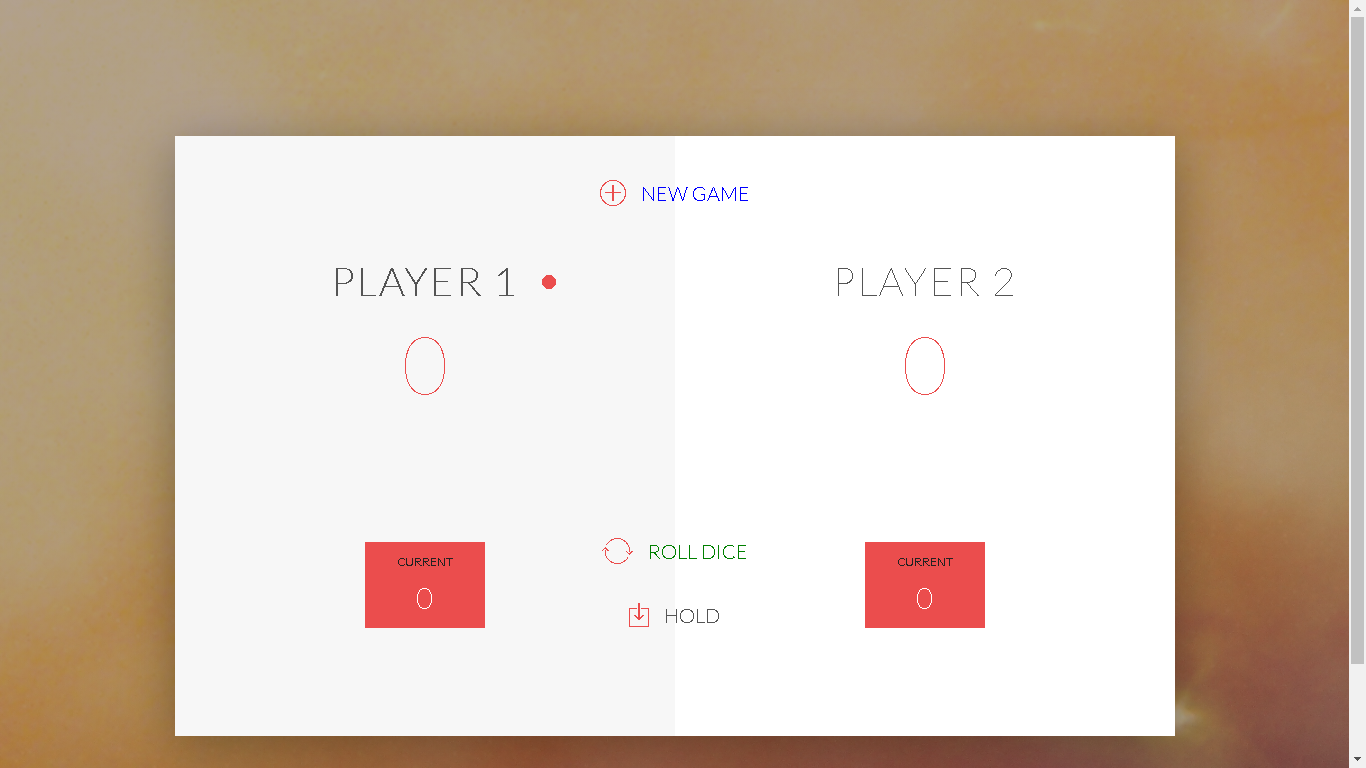 NEW GAME
PLAYER 1
0
CURRENT
0
PLAYER 2
0
CURRENT
0
ROLL DICE
HOLD